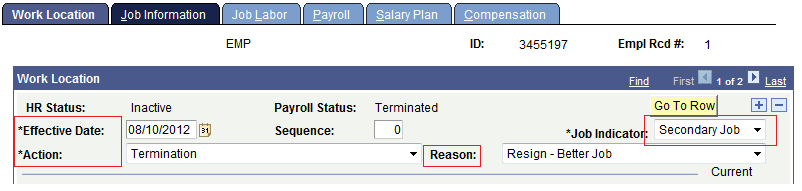 Work Location Job Information Job Labor Payroll Salary Plan Compensation
EMP ID: 3455197 Empl Rcd #: 1
Work Location Find First 1 of 2 Last
HR Status: Inactive Payroll Status: Terminated Go To Row
*Effective Date: 08/10/2012 31 Sequence: 0 *Job Indicator: Secondary Job
*Action: Termination Reason: Resign - Better Job
Current